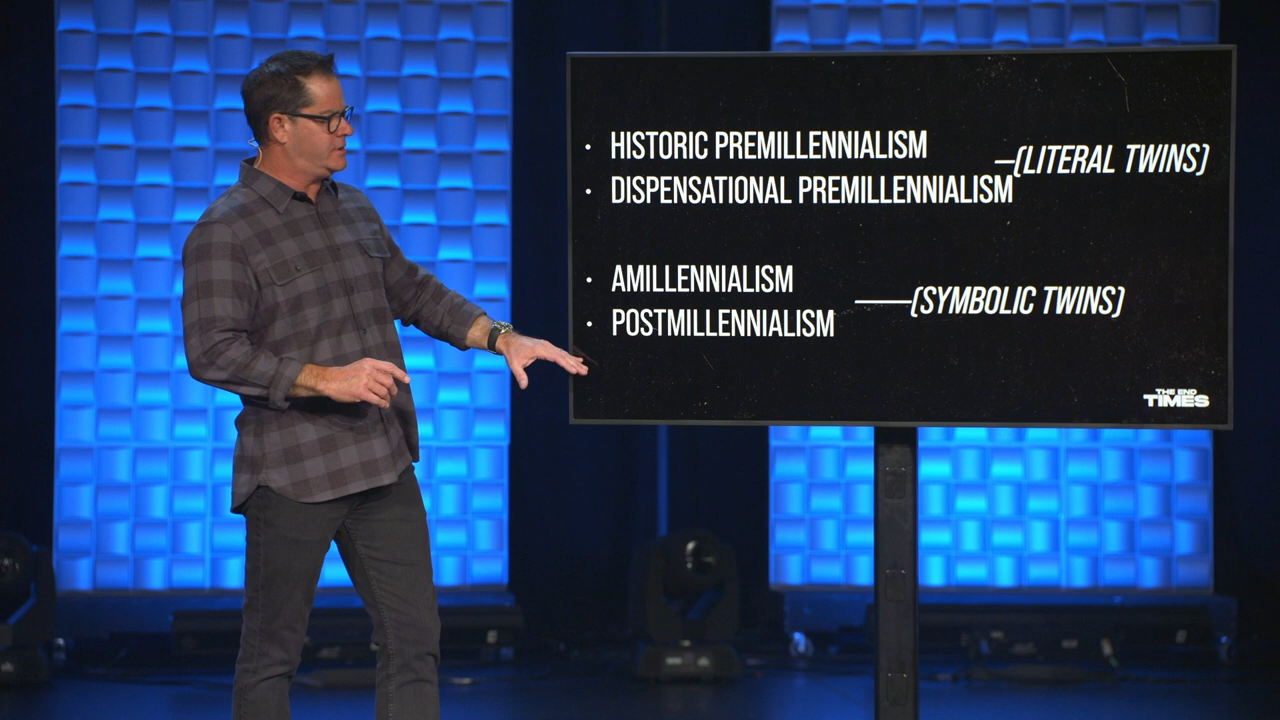 • HISTORIC PREMILLENNIALISM
• DISPENSATIONAL PREMILLENNIALISM
—(LITERAL TWINS)
• AMILLENNIALISM
• POSTMILLENNIALISM
——(SYMBOLIC TWINS)
THE END
TIMES